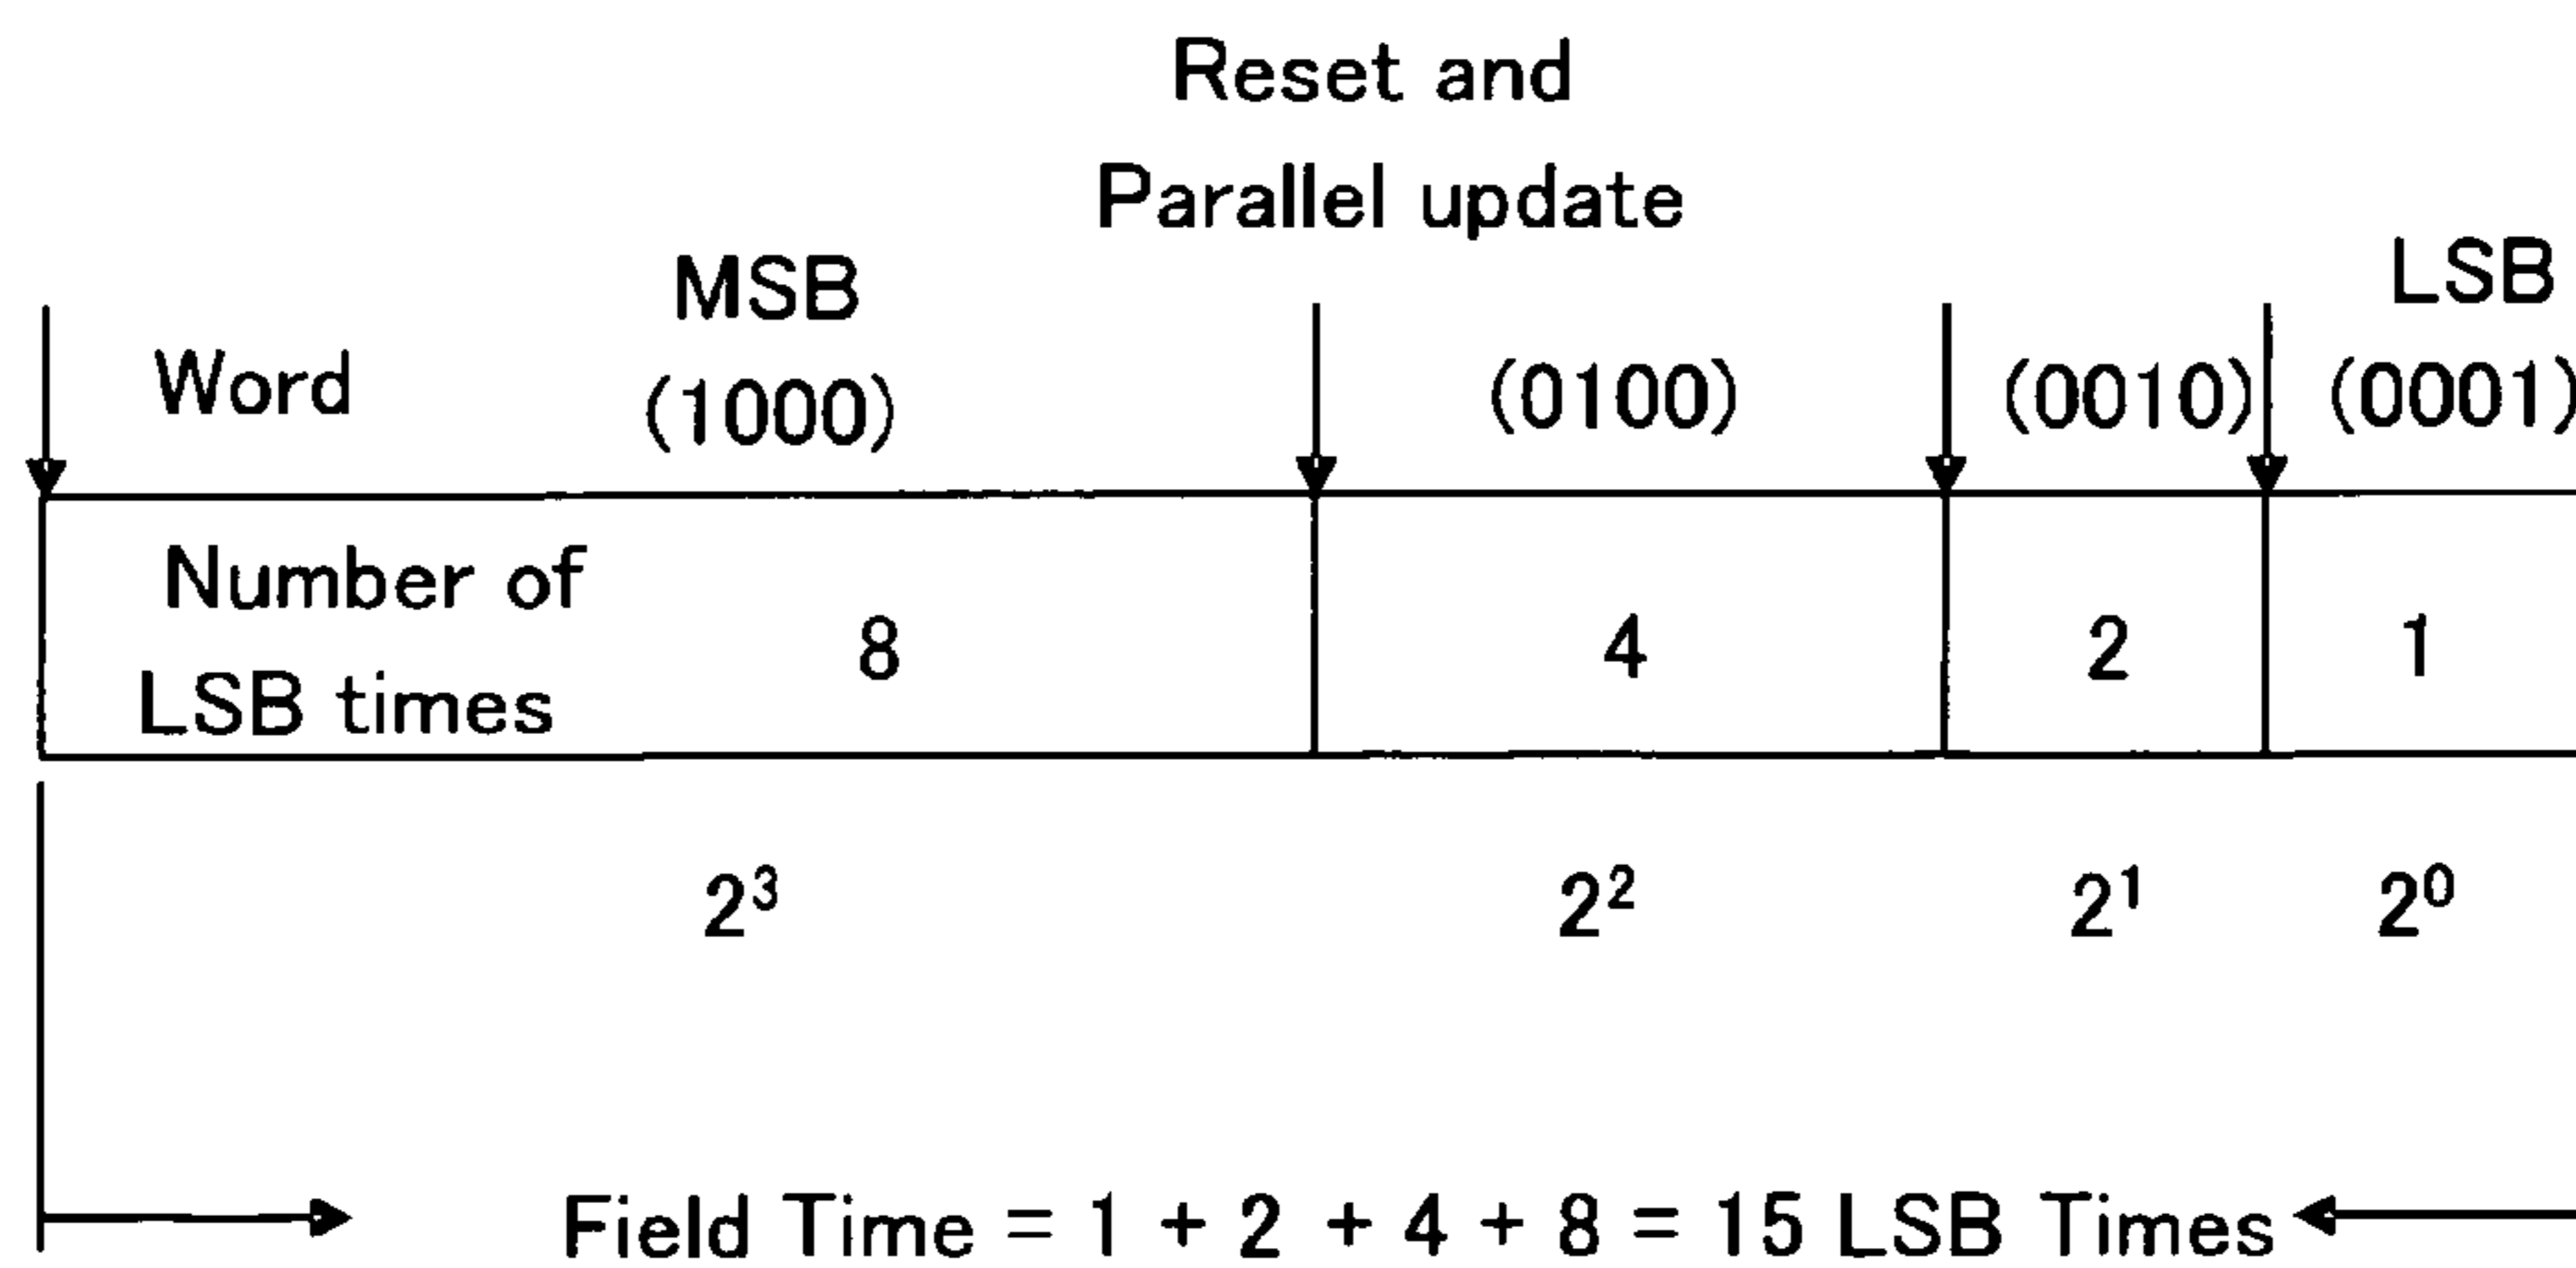 Reset and
Parallel update
MSB
LSB
Word
(1000)
(0100)
(0010)
(0001)
Number of
LSB times
8
4
2
1
2³
2²
2¹
2⁰
Field Time = 1 + 2 + 4 + 8 = 15 LSB Times